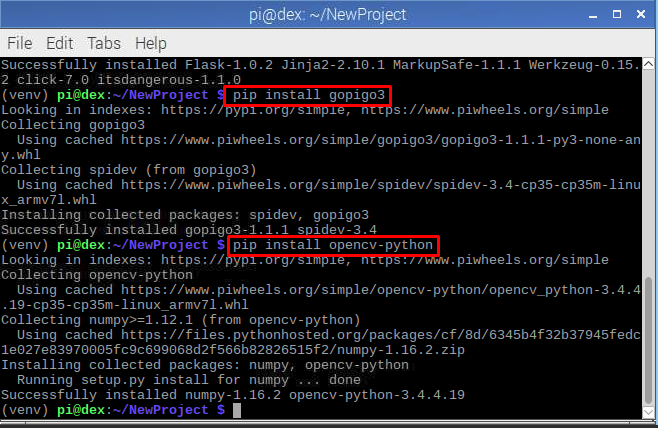 pi@dex: ~/NewProject
File Edit Tabs Help
Successfully installed Flask-1.0.2 Jinja2-2.10.1 MarkupSafe-1.1.1 Werkzeug-0.15.
2 click-7.0 itsdangerous-1.1.0
(venv) pi@dex:~/NewProject $ pip install gopigo3
Looking in indexes: https://pypi.org/simple, https://www.piwheels.org/simple
Collecting gopigo3
Using cached https://www.piwheels.org/simple/gopigo3/gopigo3-1.1.1-py3-none-an
y.whl
Collecting spidev (from gopigo3)
Using cached https://www.piwheels.org/simple/spidev/spidev-3.4-cp35-cp35m-linu
x_armv7l.whl
Installing collected packages: spidev, gopigo3
Successfully installed gopigo3-1.1.1 spidev-3.4
(venv) pi@dex:~/NewProject $ pip install opencv-python
Looking in indexes: https://pypi.org/simple, https://www.piwheels.org/simple
Collecting opencv-python
Using cached https://www.piwheels.org/simple/opencv-python/opencv_python-3.4.4
.19-cp35-cp35m-linux_armv7l.whl
Collecting numpy>=1.12.1 (from opencv-python)
Using cached https://files.pythonhosted.org/packages/cf/8d/6345b4f32b37945fedc
1e027e83970005fc9c699068d2f566b82826515f2/numpy-1.16.2.zip
Installing collected packages: numpy, opencv-python
Running setup.py install for numpy ... done
Successfully installed numpy-1.16.2 opencv-python-3.4.4.19
(venv) pi@dex:~/NewProject $